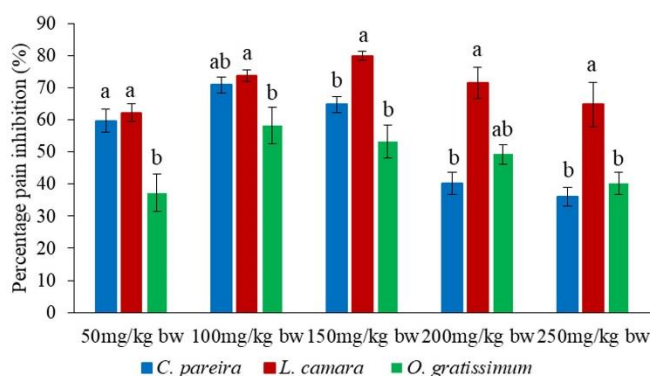 Percentage pain inhibition (%)
90
80
70
60
50
40
30
20
10
0
a a b
ab a b
b a b
b a ab
b a b
50mg/kg bw 100mg/kg bw 150mg/kg bw 200mg/kg bw 250mg/kg bw
C. pareira L. camara O. gratissimum